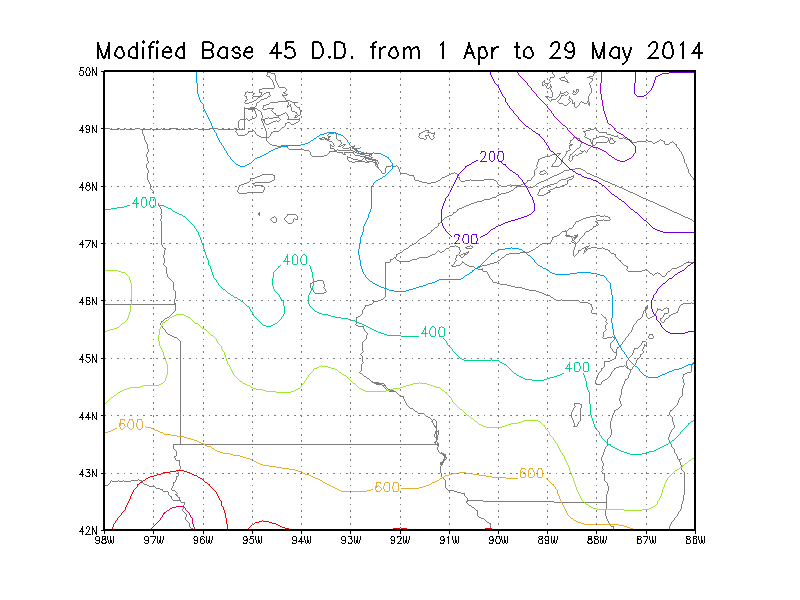 Modified Base 45 D.D. from 1 Apr to 29 May 2014
50N
49N
200
48N
400
200
47N
400
46N
400
45N
400
44N
600
43N
600
600
42N
98W 97W 96W 95W 94W 93W 92W 91W 90W 89W 88W 87W 86W